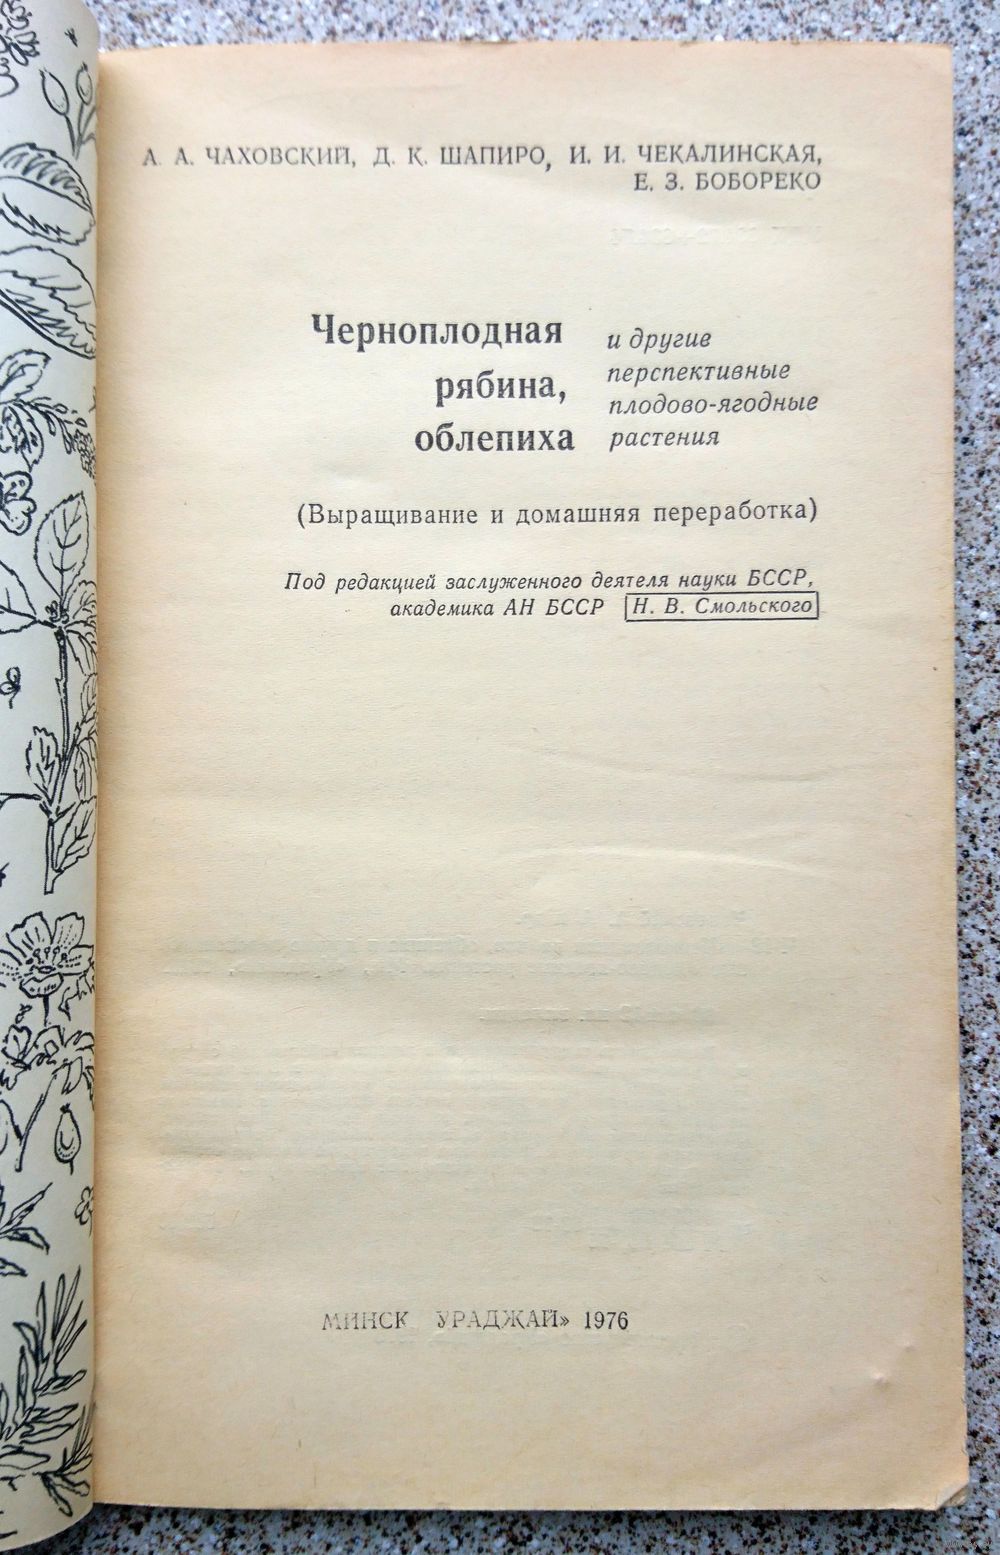 А. А. ЧАХОВСКИЙ, Д. К. ШАПИРО, И. И. ЧЕКАЛИНСКАЯ,
Е. З. БОБОРЕКО
Черноплодная
рябина,
облепиха
и другие
перспективные
плодово-ягодные
растения
(Выращивание и домашняя переработка)
Под редакцией заслуженного деятеля науки БССР,
академика АН БССР Н. В. Смольского
МИНСК УРАДЖАЙ» 1976